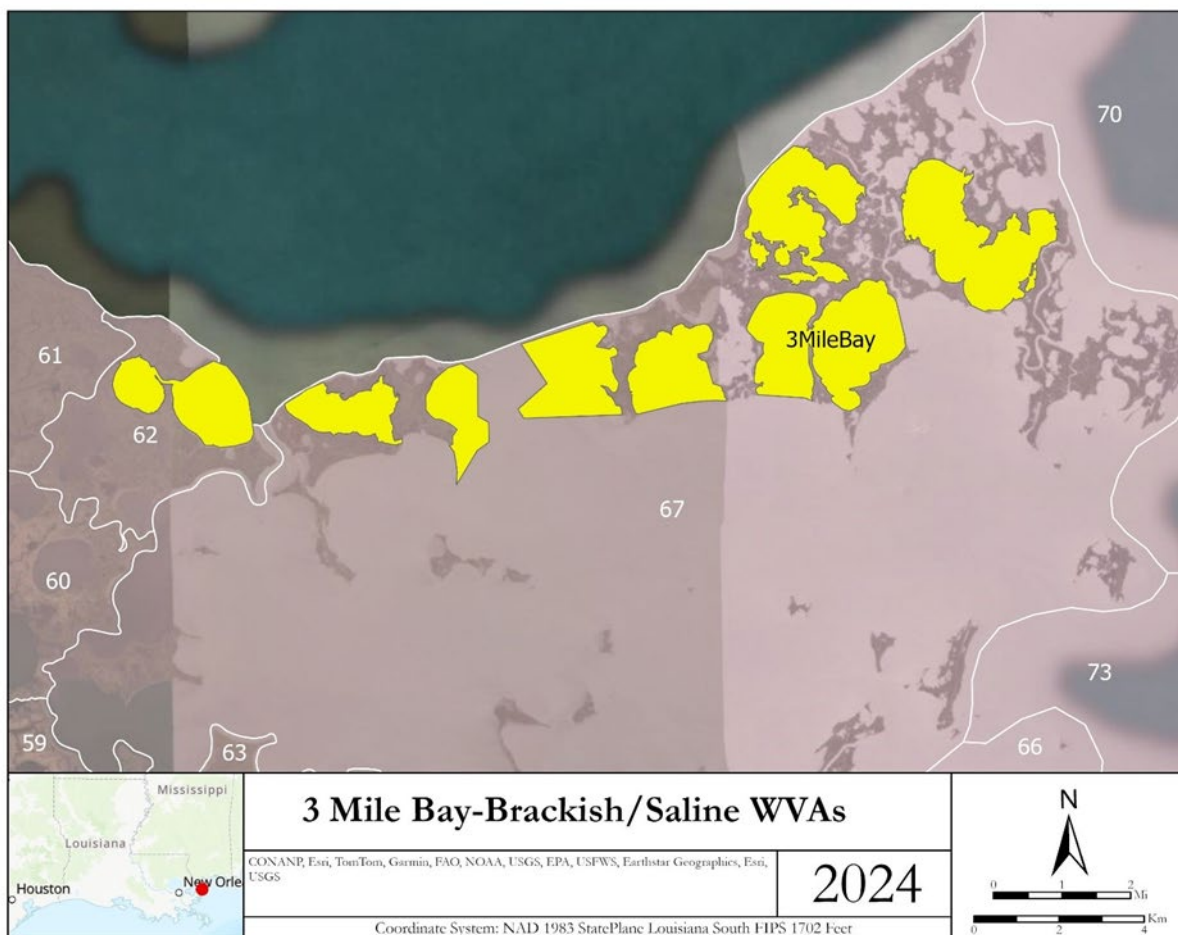 70
3MileBay
61
62
67
60
73
59
63
66
Mississippi
Louisiana
Houston
New Orle
3 Mile Bay-Brackish/Saline WVAs
CONANP, Esri, TomTom, Garmin, FAO, NOAA, USGS, EPA, USFWS, Earthstar Geographics, Esri,
USGS
2024
Coordinate System: NAD 1983 StatePlane Louisiana South FIPS 1702 Feet
N
0 1 2
Mi
Km
0 2 4